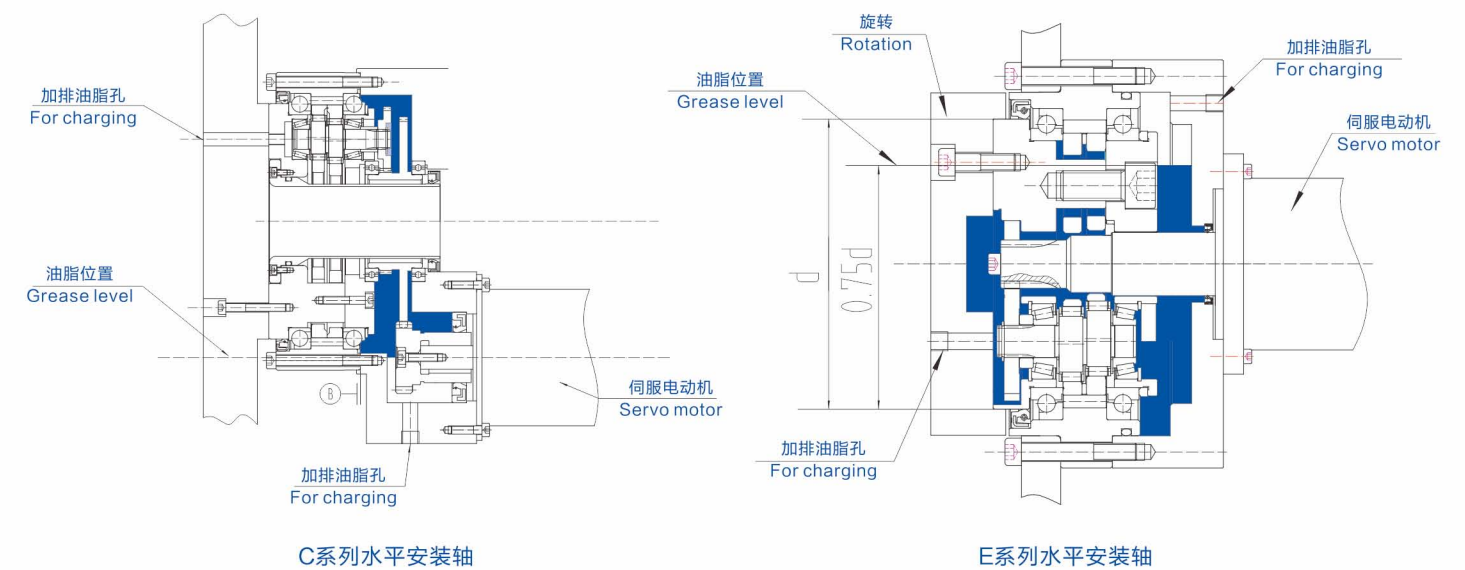 加排油脂孔
For charging
油脂位置
Grease level
B
加排油脂孔
For charging
伺服电动机
Servo motor
C系列水平安装轴
旋转
Rotation
油脂位置
Grease level
加排油脂孔
For charging
伺服电动机
Servo motor
d
0.75d
加排油脂孔
For charging
E系列水平安装轴